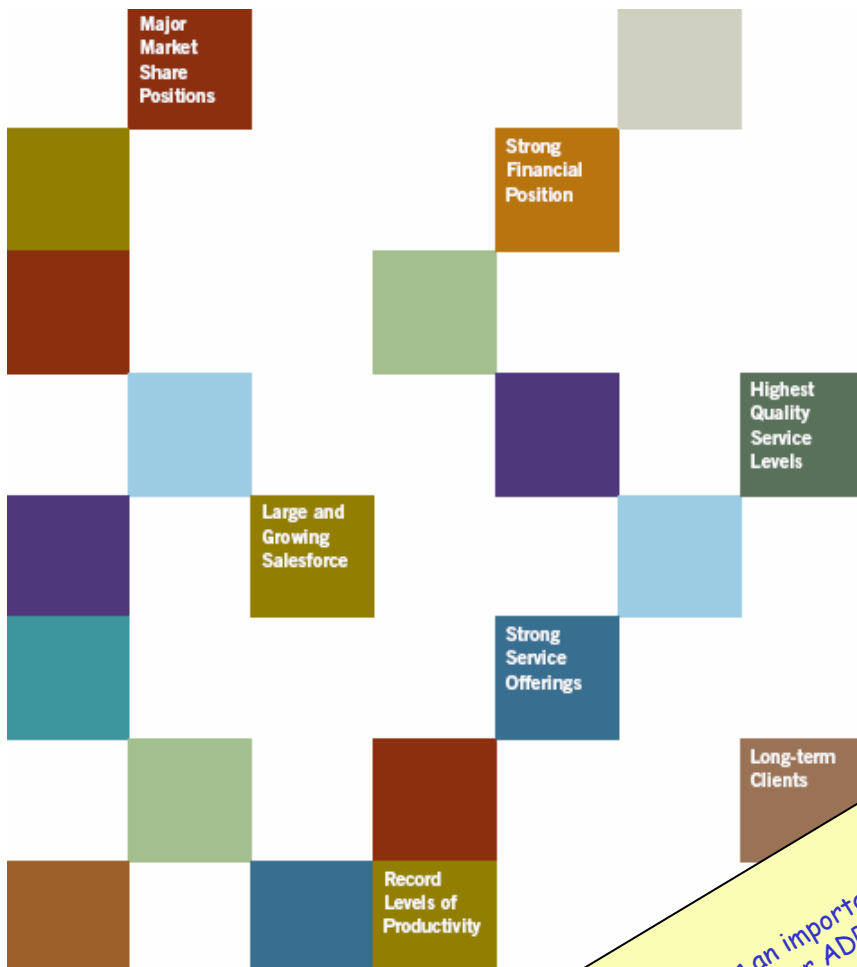 Major
Market
Share
Positions
Strong
Financial
Position
Highest
Quality
Service
Levels
Large and
Growing
Salesforce
Strong
Service
Offerings
Long-term
Clients
Record
Levels of
Productivity
an